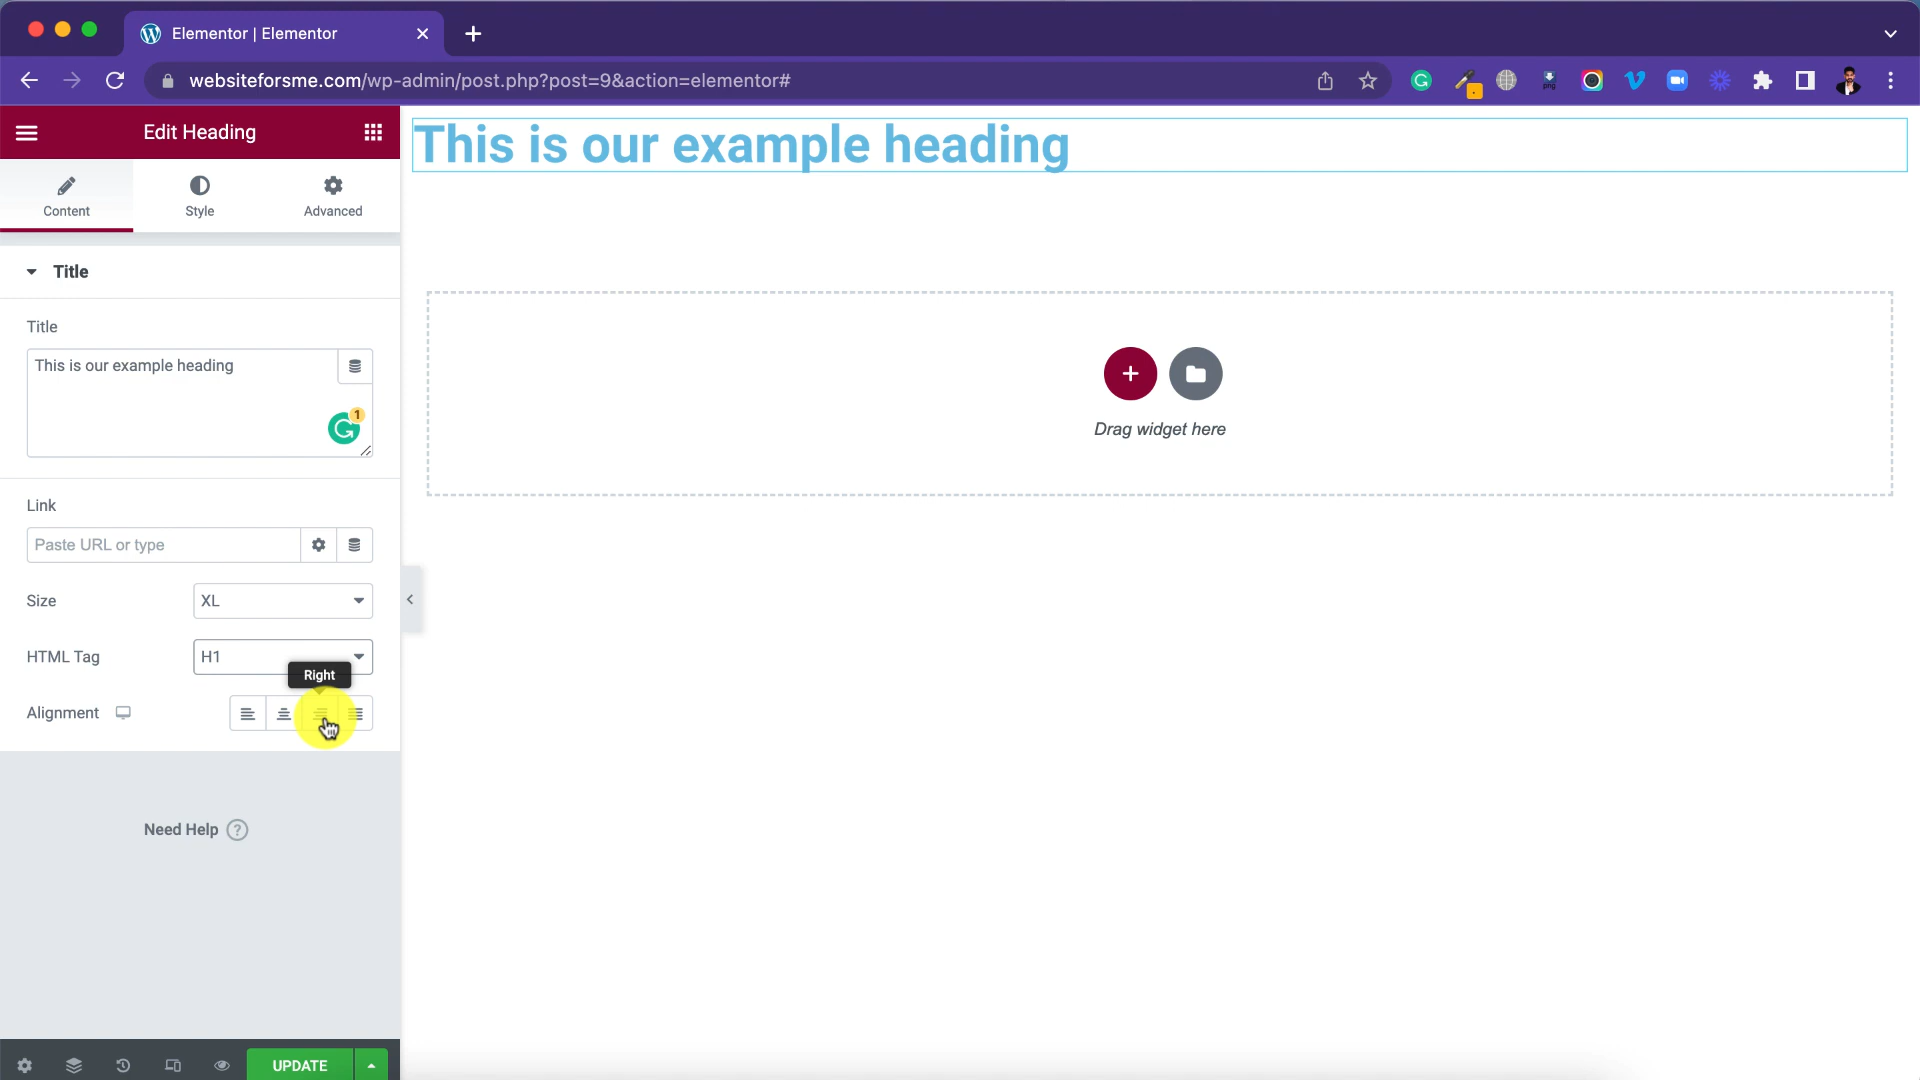 Elementor | Elementor
websiteforsme.com/wp-admin/post.php?post=9&action=elementor#
Edit Heading
Content
Style
Advanced
Title
Title
This is our example heading
1
Link
Paste URL or type
Size
XL
HTML Tag
H1
Right
Alignment
Need Help ?
UPDATE
This is our example heading
Drag widget here